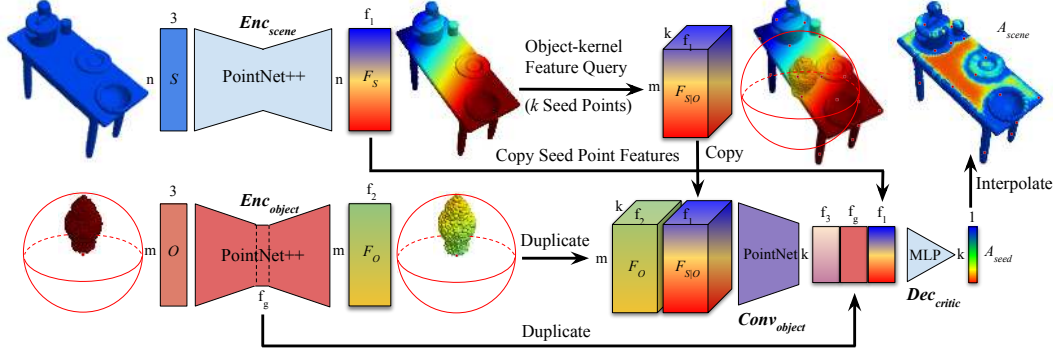 3
Enc_scene
f_1
n
S
PointNet++
n
F_S
Object-kernel
Feature Query
(k Seed Points)
k
f_1
m
F_S|O
A_scene
Copy Seed Point Features
Copy
Interpolate
3
Enc_object
f_2
m
O
PointNet++
m
F_O
f_g
Duplicate
k
f_2
f_1
m
F_O
F_S|O
PointNet
k
f_3
f_g
f_1
MLP
k
1
A_seed
Conv_object
Dec_critic
Duplicate